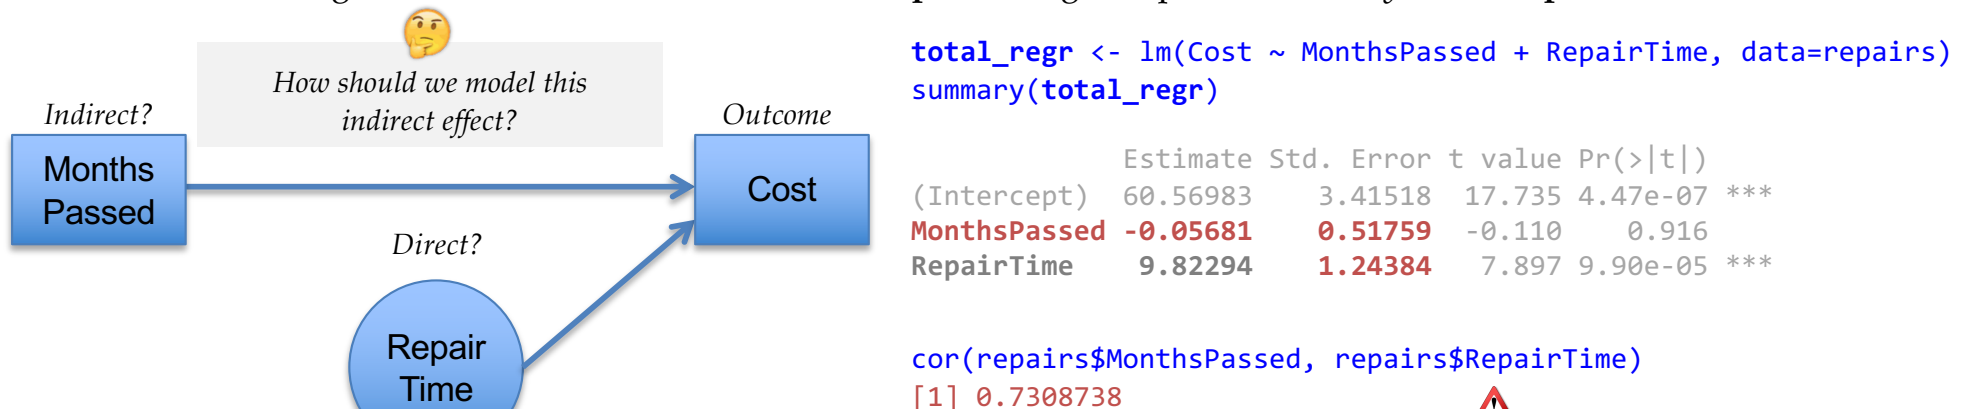 How should we model this
indirect effect?
Indirect?
Outcome
Months
Passed
Cost
Direct?
Repair
Time
total_regr <- lm(Cost ~ MonthsPassed + RepairTime, data=repairs)
summary(total_regr)
Estimate Std. Error t value Pr(>|t|)
(Intercept) 60.56983 3.41518 17.735 4.47e-07 ***
MonthsPassed -0.05681 0.51759 -0.110 0.916
RepairTime 9.82294 1.24384 7.897 9.90e-05 ***
cor(repairs$MonthsPassed, repairs$RepairTime)
[1] 0.7308738